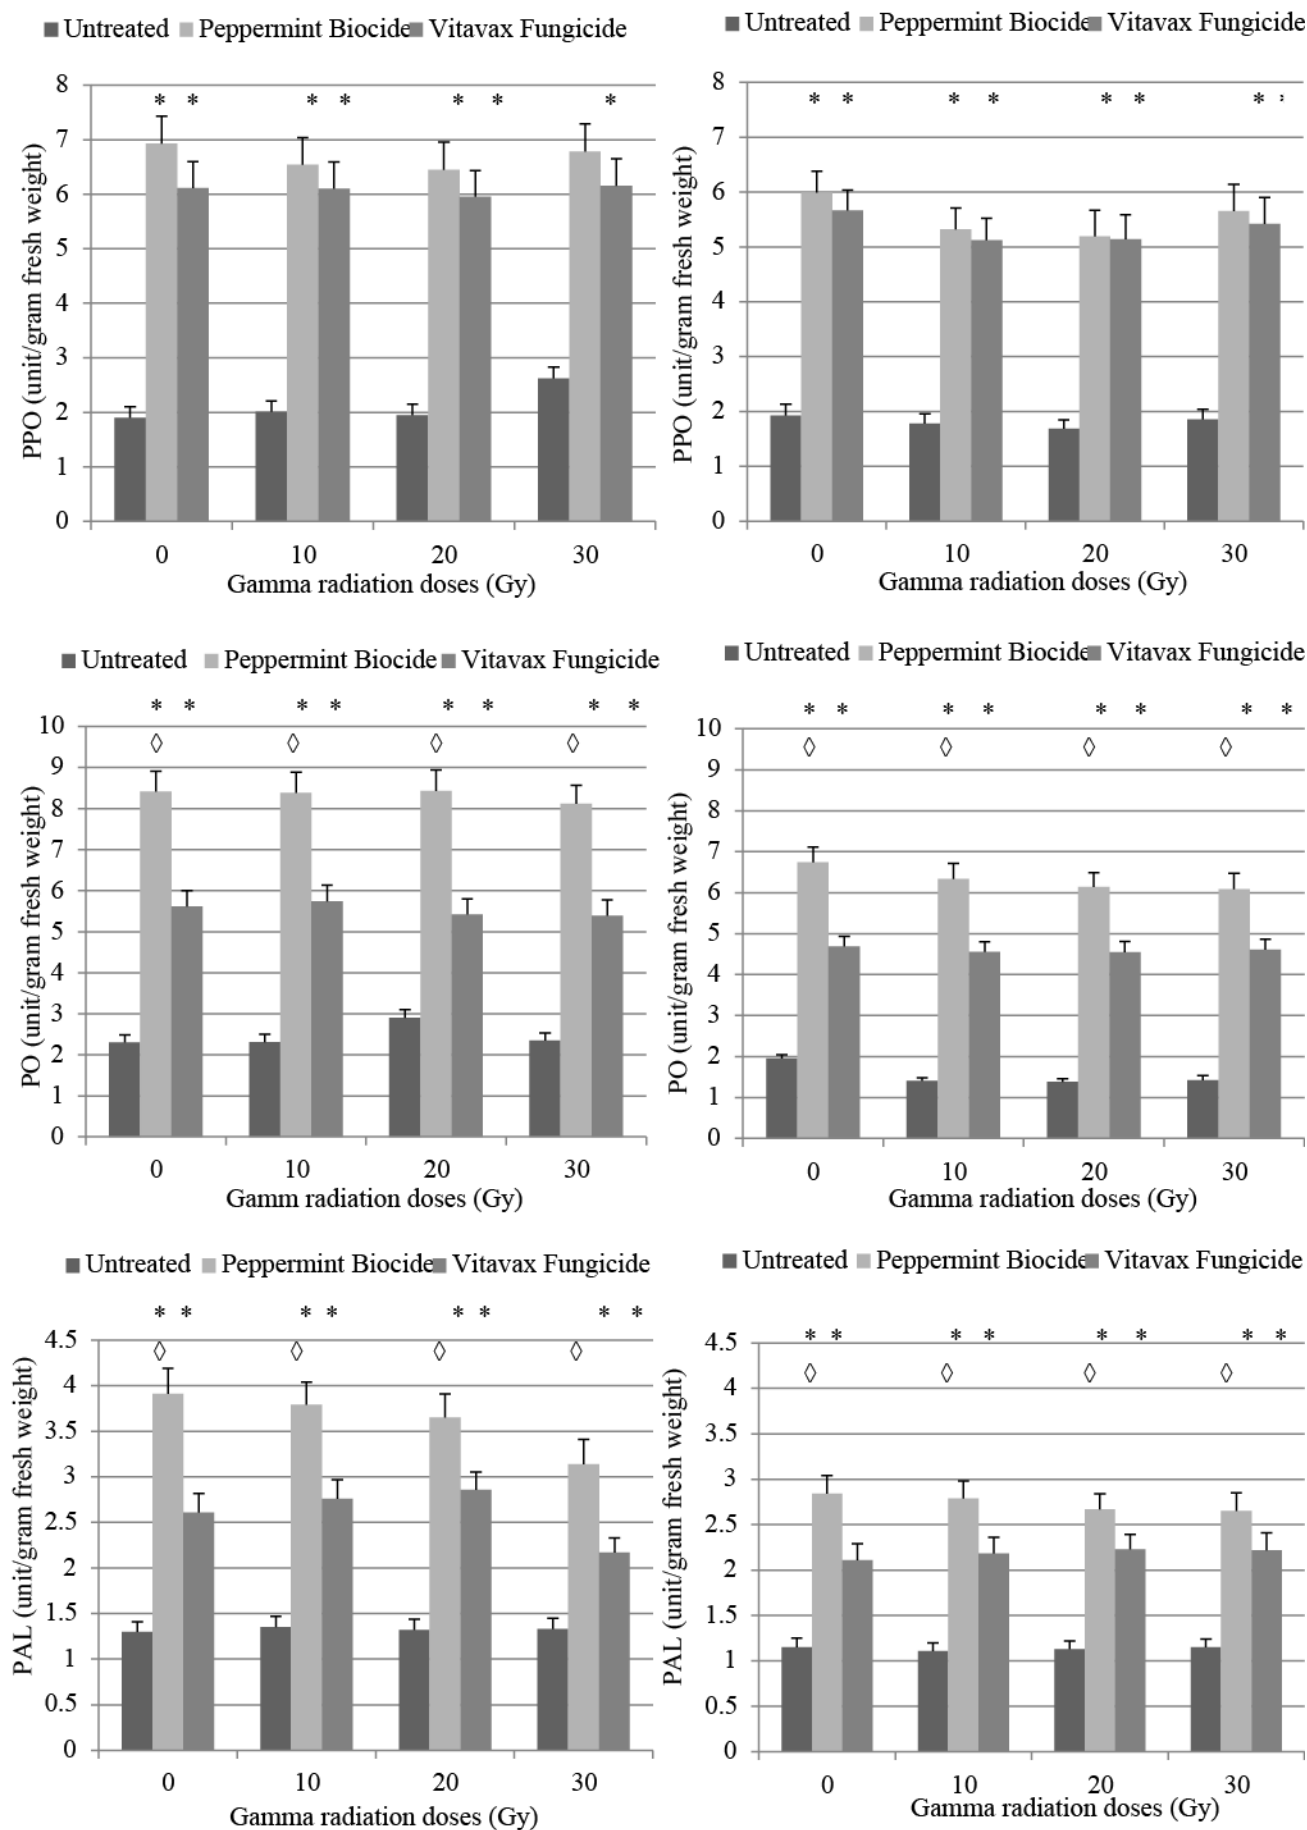 ■ Untreated ■ Peppermint Biocide ■ Vitavax Fungicide
* * * * * * *
PPO (unit/gram fresh weight)
8
7
6
5
4
3
2
1
0
0 10 20 30
Gamma radiation doses (Gy)
■ Untreated ■ Peppermint Biocide ■ Vitavax Fungicide
* * * * * * * *
PPO (unit/gram fresh weight)
8
7
6
5
4
3
2
1
0
0 10 20 30
Gamma radiation doses (Gy)
■ Untreated ■ Peppermint Biocide ■ Vitavax Fungicide
* * * * * * * *
◊ ◊ ◊ ◊
PO (unit/gram fresh weight)
10
9
8
7
6
5
4
3
2
1
0
0 10 20 30
Gamm radiation doses (Gy)
■ Untreated ■ Peppermint Biocide ■ Vitavax Fungicide
* * * * * * * *
◊ ◊ ◊ ◊
PO (unit/gram fresh weight)
10
9
8
7
6
5
4
3
2
1
0
0 10 20 30
Gamma radiation doses (Gy)
■ Untreated ■ Peppermint Biocide ■ Vitavax Fungicide
* * * * * * * *
◊ ◊ ◊ ◊
PAL (unit/gram fresh weight)
4.5
4
3.5
3
2.5
2
1.5
1
0.5
0
0 10 20 30
Gamma radiation doses (Gy)
■ Untreated ■ Peppermint Biocide ■ Vitavax Fungicide
* * * * * * * *
◊ ◊ ◊ ◊
PAL (unit/gram fresh weight)
4.5
4
3.5
3
2.5
2
1.5
1
0.5
0
0 10 20 30
Gamma radiation doses (Gy)